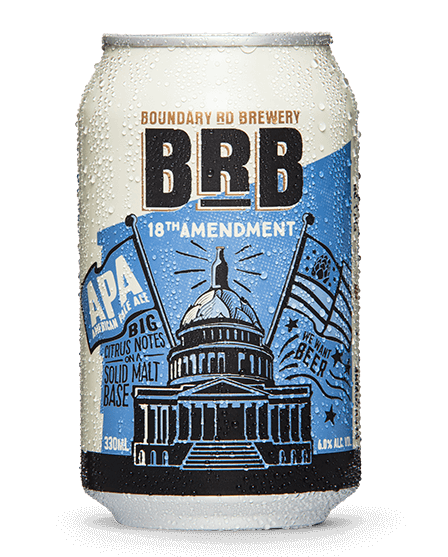 BOUNDARY RD BREWERY
BRB
18TH AMENDMENT
APA
AMERICAN PALE ALE
BIG
CITRUS NOTES
ON A
SOLID MALT
BASE
WE WANT
BEER
330ML
6.0% ALC. VOL